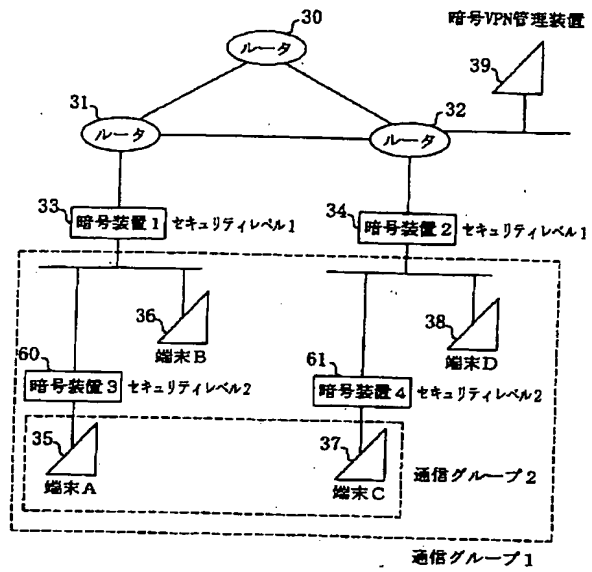 30
ルータ
暗号VPN管理装置
39
31
ルータ
32
ルータ
33
暗号装置1
セキュリティレベル1
34
暗号装置2
セキュリティレベル1
36
端末B
38
端末D
60
暗号装置3
セキュリティレベル2
61
暗号装置4
セキュリティレベル2
35
端末A
37
端末C
通信グループ2
通信グループ1